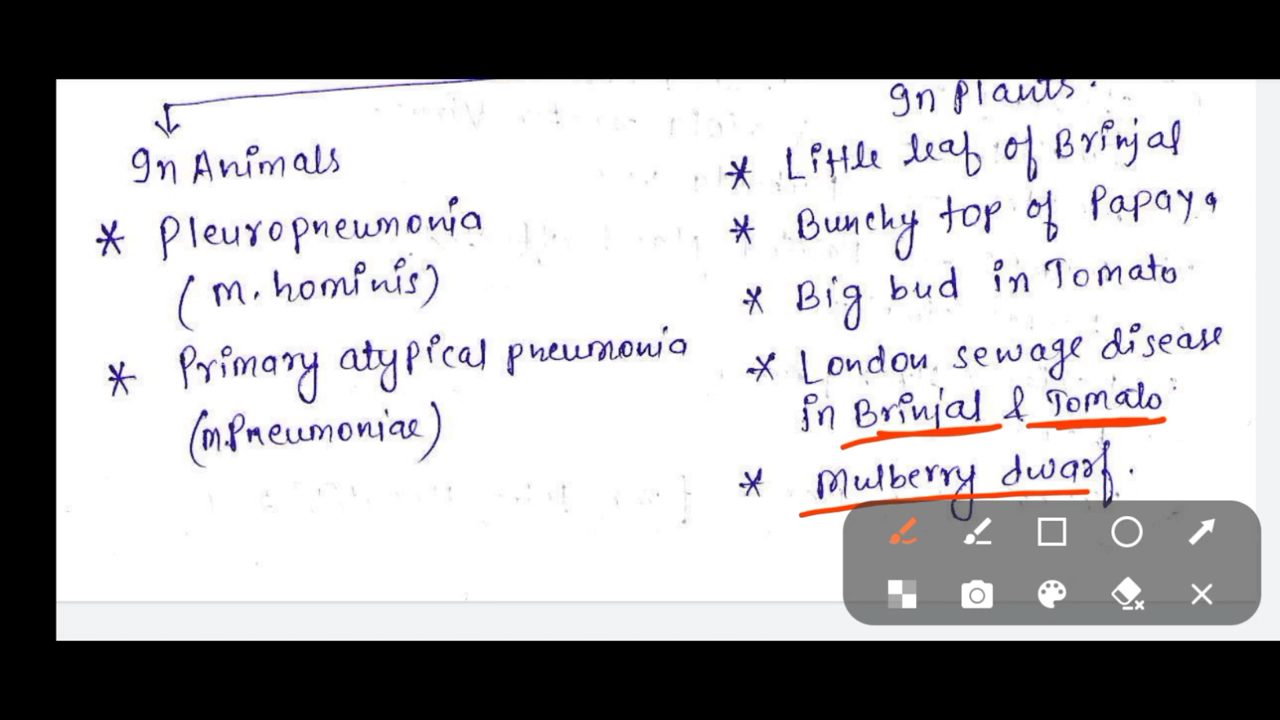 In Animals
* Pleuropneumonia
(M. hominis)
* Primary atypical pneumonia
(M.Pneumoniae)
In Plants.
* Little leaf of Brinjal
* Bunchy top of Papaya
* Big bud in Tomato
* London sewage disease
in Brinjal & Tomato
* Mulberry dwarf.